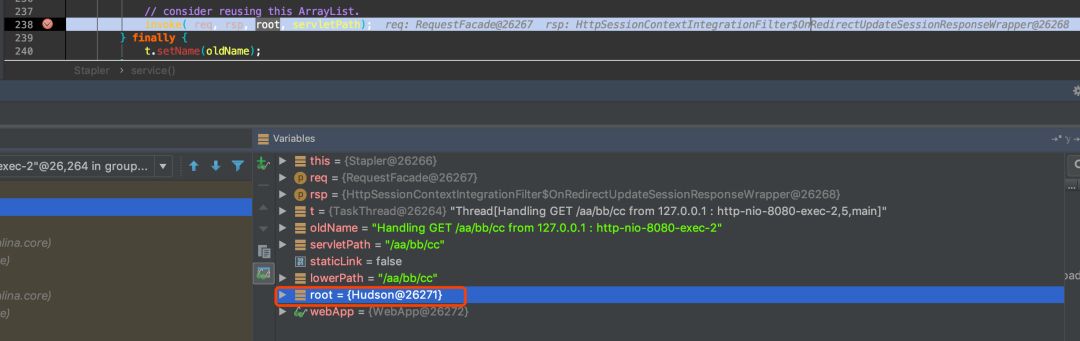 236
237 // consider reusing this ArrayList.
238 invoke( req, rsp, root, servletPath); req: RequestFacade@26267 rsp: HttpSessionContextIntegrationFilter$OnRedirectUpdateSessionResponseWrapper@26268
239 } finally {
240 t.setName(oldName);
Stapler › service()
Variables
exec-2"@26,264 in group...
this = {Stapler@26266}
req = {RequestFacade@26267}
rsp = {HttpSessionContextIntegrationFilter$OnRedirectUpdateSessionResponseWrapper@26268}
t = {TaskThread@26264} "Thread[Handling GET /aa/bb/cc from 127.0.0.1 : http-nio-8080-exec-2,5,main]"
oldName = "Handling GET /aa/bb/cc from 127.0.0.1 : http-nio-8080-exec-2"
servletPath = "/aa/bb/cc"
alina.core)
staticLink = false
e)
lowerPath = "/aa/bb/cc"
lina.core)
root = {Hudson@26271}
e)
webApp = {WebApp@26272}